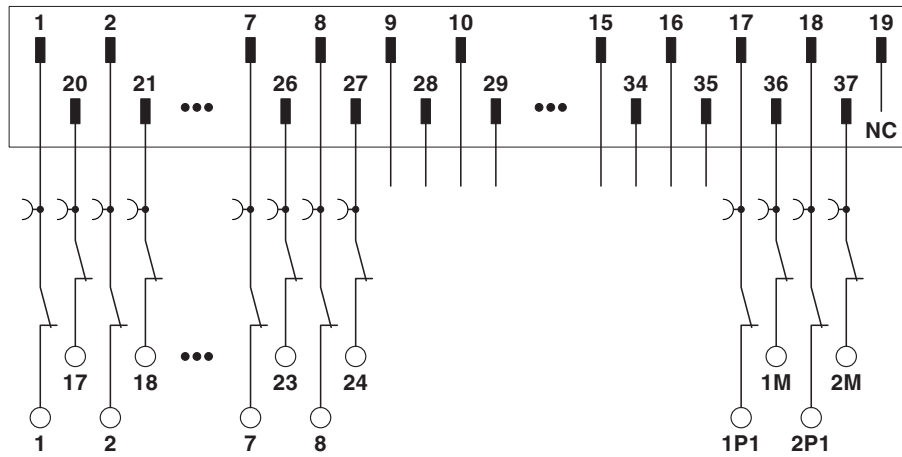 1 2 7 8 9 10 15 16 17 18 19
20 21 ••• 26 27 28 29 ••• 34 35 36 37
NC
17 18 ••• 23 24 1M 2M
1 2 7 8 1P1 2P1